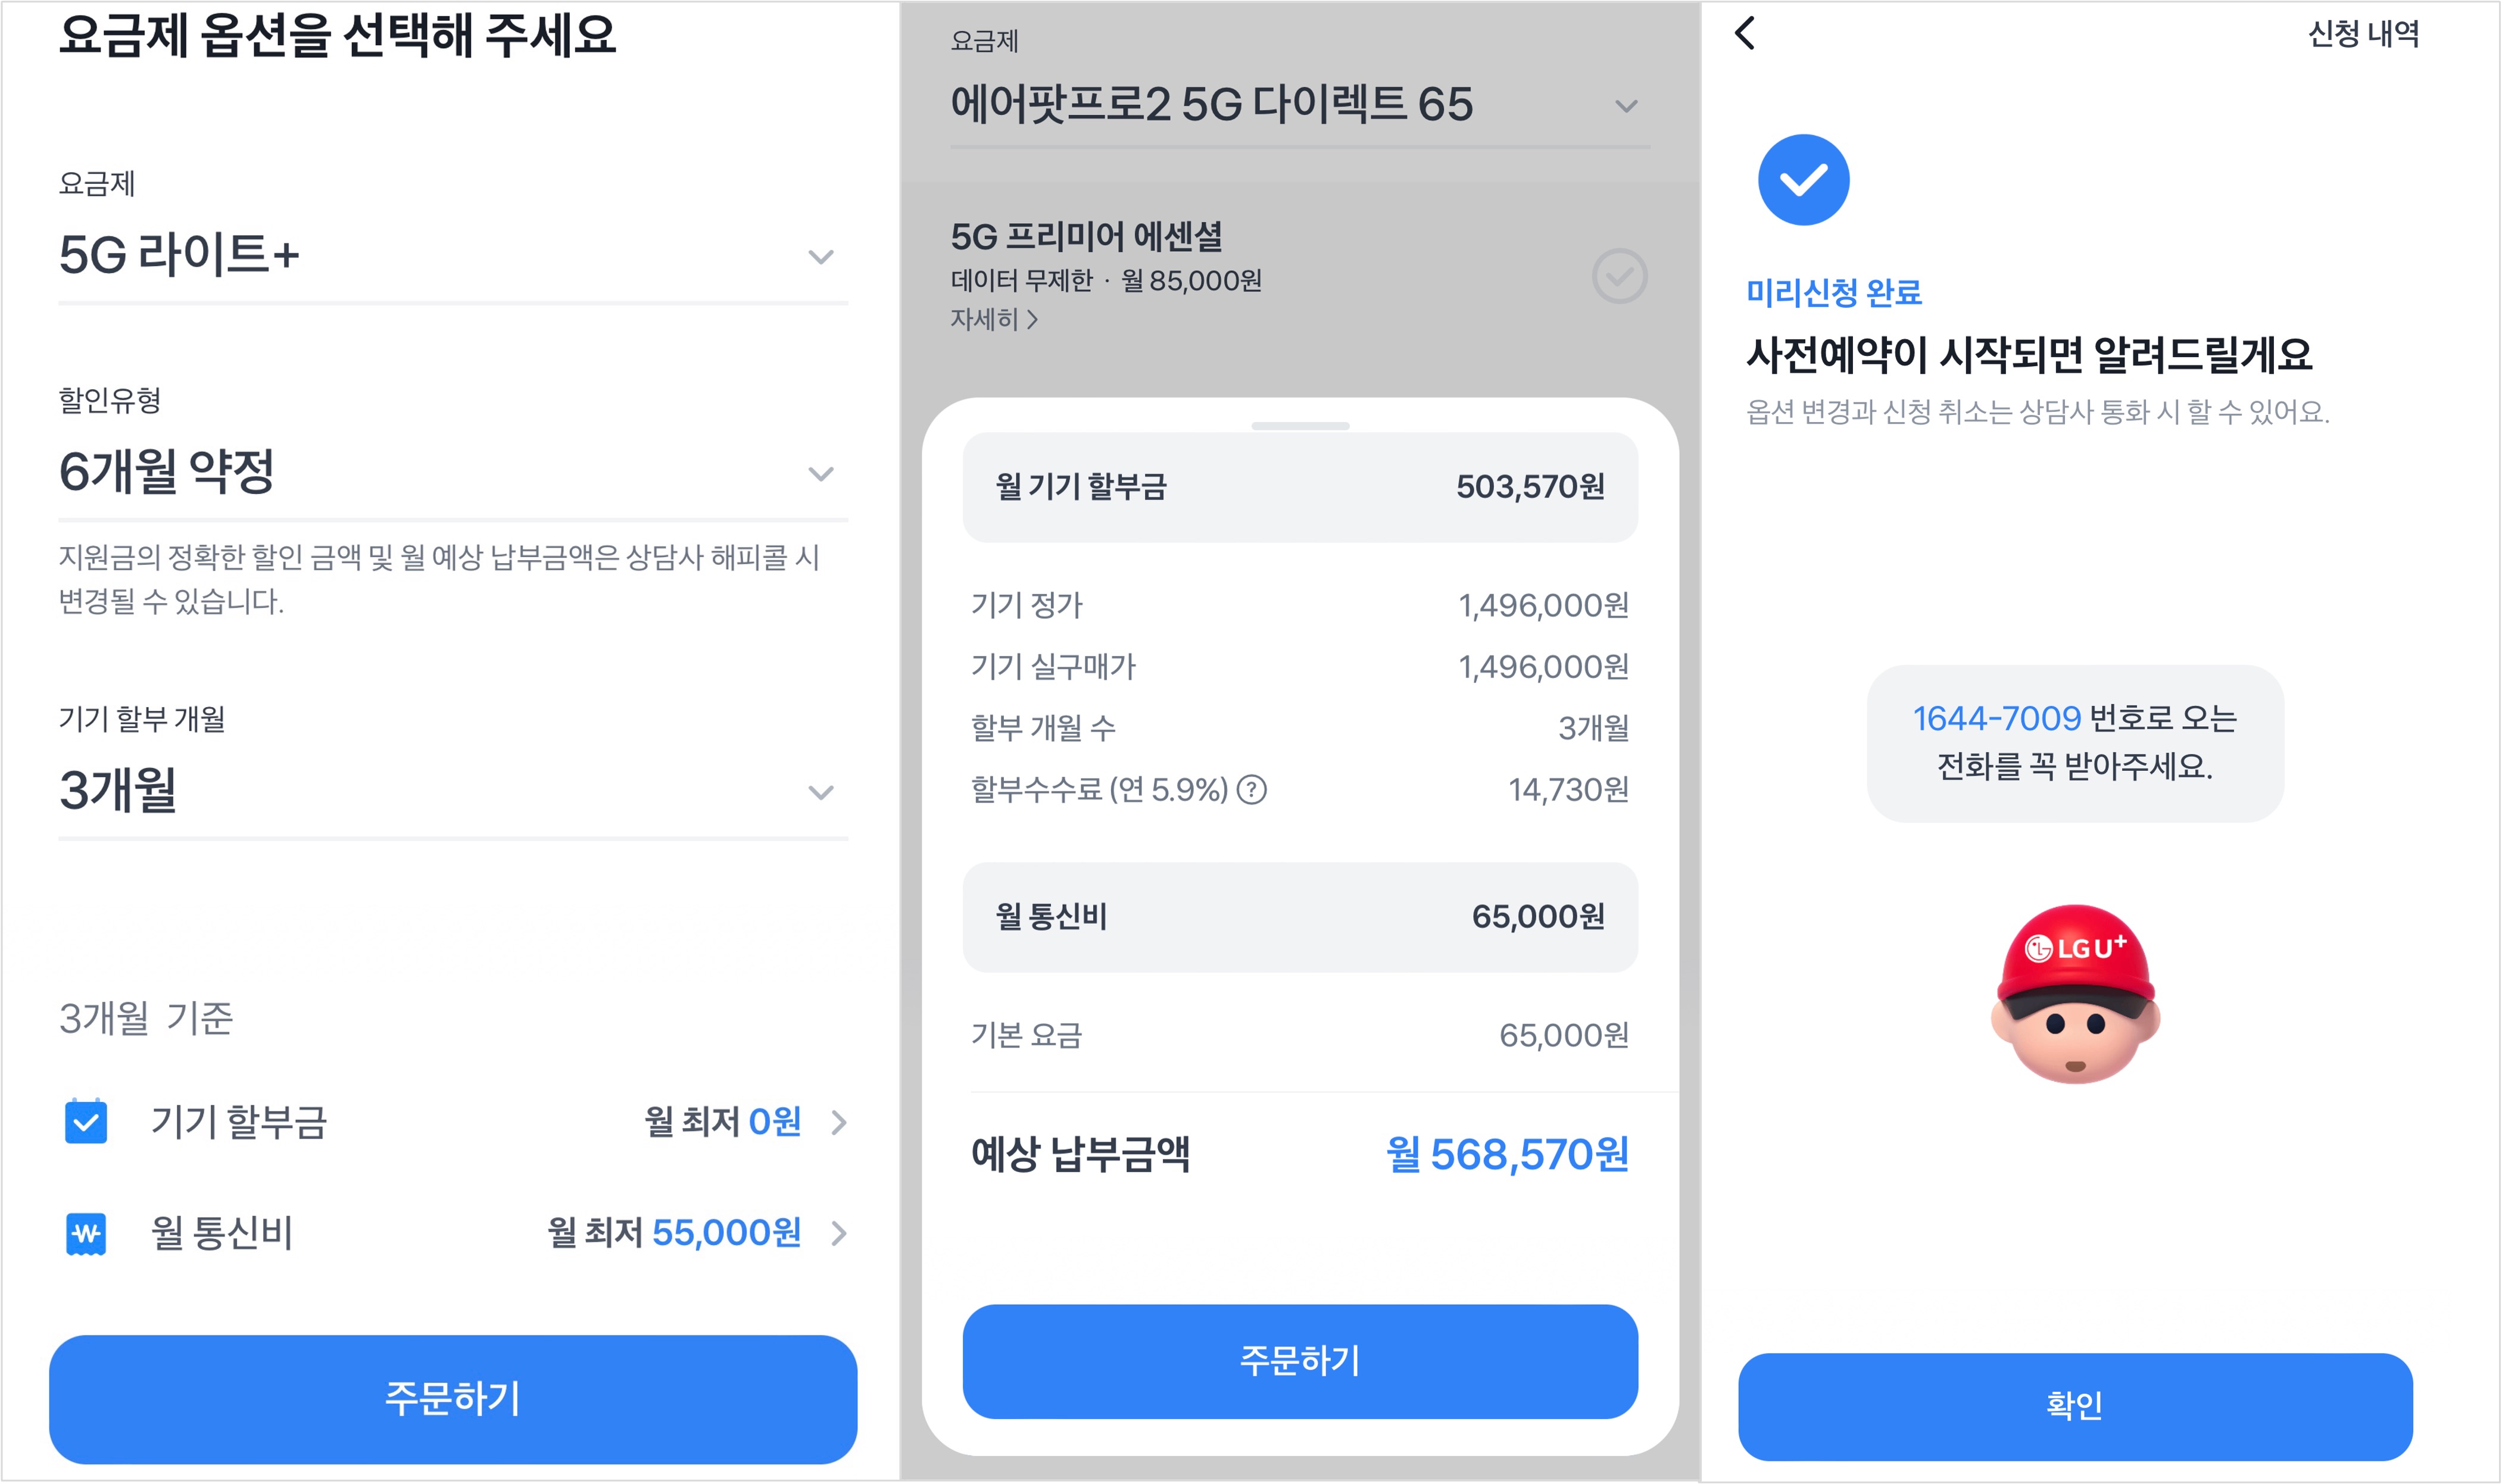 요금제 옵션을 선택해 주세요
요금제
5G 라이트+
할인유형
6개월 약정
지원금의 정확한 할인 금액 및 월 예상 납부금액은 상담사 해피콜 시
변경될 수 있습니다.
기기 할부 개월
3개월
3개월 기준
기기 할부금 월 최저 0원
월 통신비 월 최저 55,000원
주문하기
요금제
에어팟프로2 5G 다이렉트 65
5G 프리미어 에센셜
데이터 무제한 · 월 85,000원
자세히
월 기기 할부금 503,570원
기기 정가 1,496,000원
기기 실구매가 1,496,000원
할부 개월 수 3개월
할부수수료 (연 5.9%) ? 14,730원
월 통신비 65,000원
기본 요금 65,000원
예상 납부금액 월 568,570원
주문하기
신청 내역
미리신청 완료
사전예약이 시작되면 알려드릴게요
옵션 변경과 신청 취소는 상담사 통화 시 할 수 있어요.
1644-7009 번호로 오는
전화를 꼭 받아주세요.
LG U+
확인